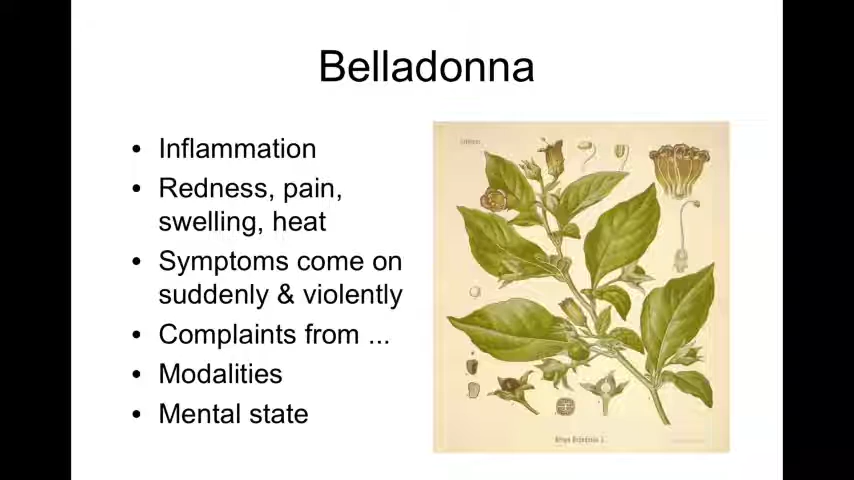 Belladonna
• Inflammation
• Redness, pain,
swelling, heat
• Symptoms come on
suddenly & violently
• Complaints from ...
• Modalities
• Mental state